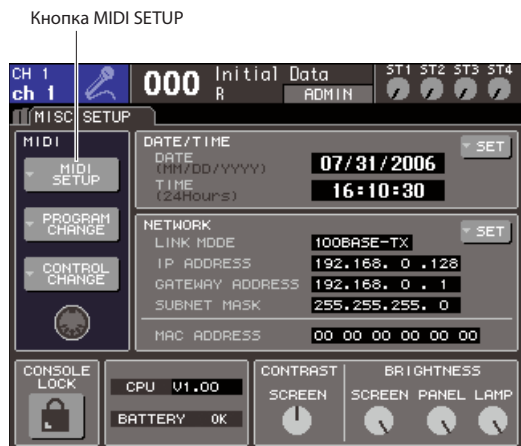 Кнопка MIDI SETUP
CH 1
ch 1
000
Initial Data
R
ADMIN
ST1 ST2 ST3 ST4
MISC SETUP
MIDI
MIDI SETUP
PROGRAM CHANGE
CONTROL CHANGE
DATE/TIME
SET
DATE
(MM/DD/YYYY)
07/31/2006
TIME
(24Hours)
16:10:30
NETWORK
SET
LINK MODE 100BASE-TX
IP ADDRESS 192.168. 0 .128
GATEWAY ADDRESS 192.168. 0 . 1
SUBNET MASK 255.255.255. 0
MAC ADDRESS 00 00 00 00 00 00
CONSOLE LOCK
CPU V1.00
BATTERY OK
CONTRAST
SCREEN
BRIGHTNESS
SCREEN PANEL LAMP